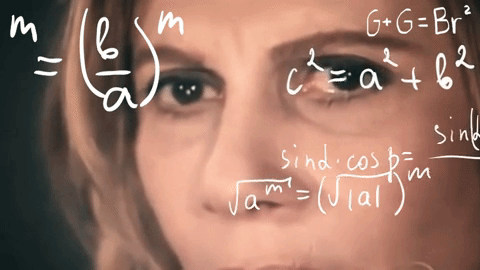 m
= (b/a)^m
G+G=Br²
c² = a² + b²
sinα·cosβ=
sin(α
√a^m = (√|a|)^m